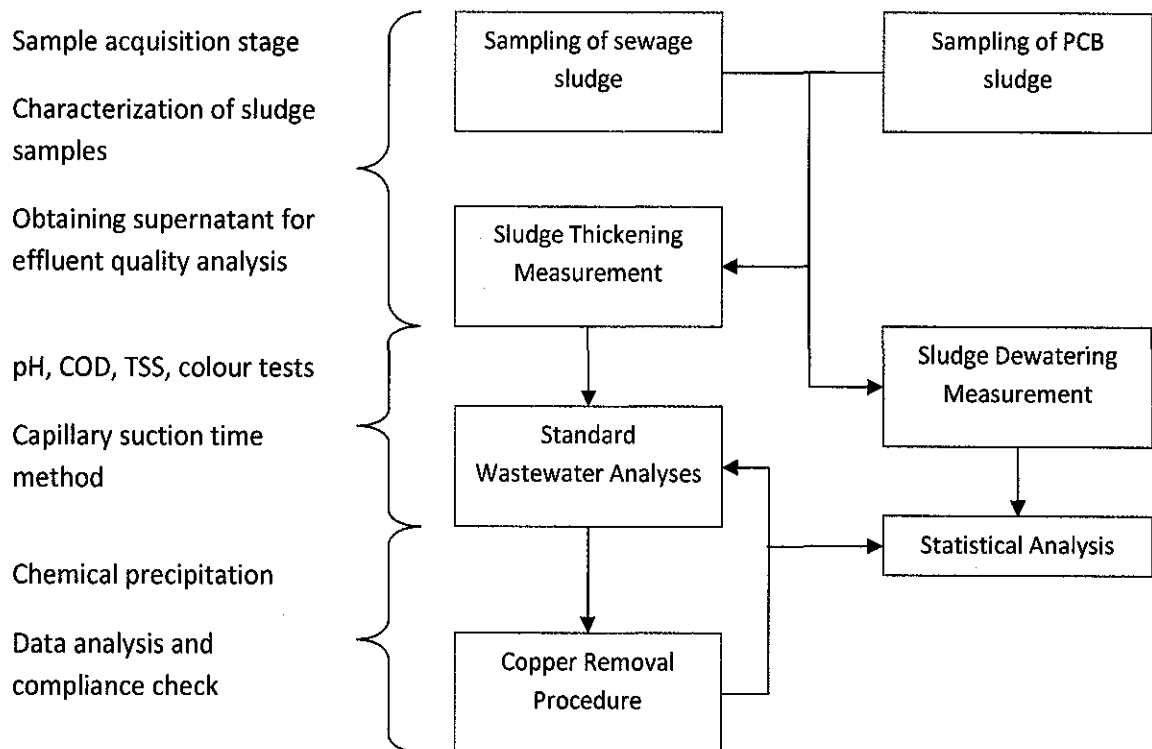 Sample acquisition stage
Characterization of sludge
samples
Obtaining supernatant for
effluent quality analysis
pH, COD, TSS, colour tests
Capillary suction time
method
Chemical precipitation
Data analysis and
compliance check
Sampling of sewage
sludge
Sampling of PCB
sludge
Sludge Thickening
Measurement
Sludge Dewatering
Measurement
Standard
Wastewater Analyses
Statistical Analysis
Copper Removal
Procedure